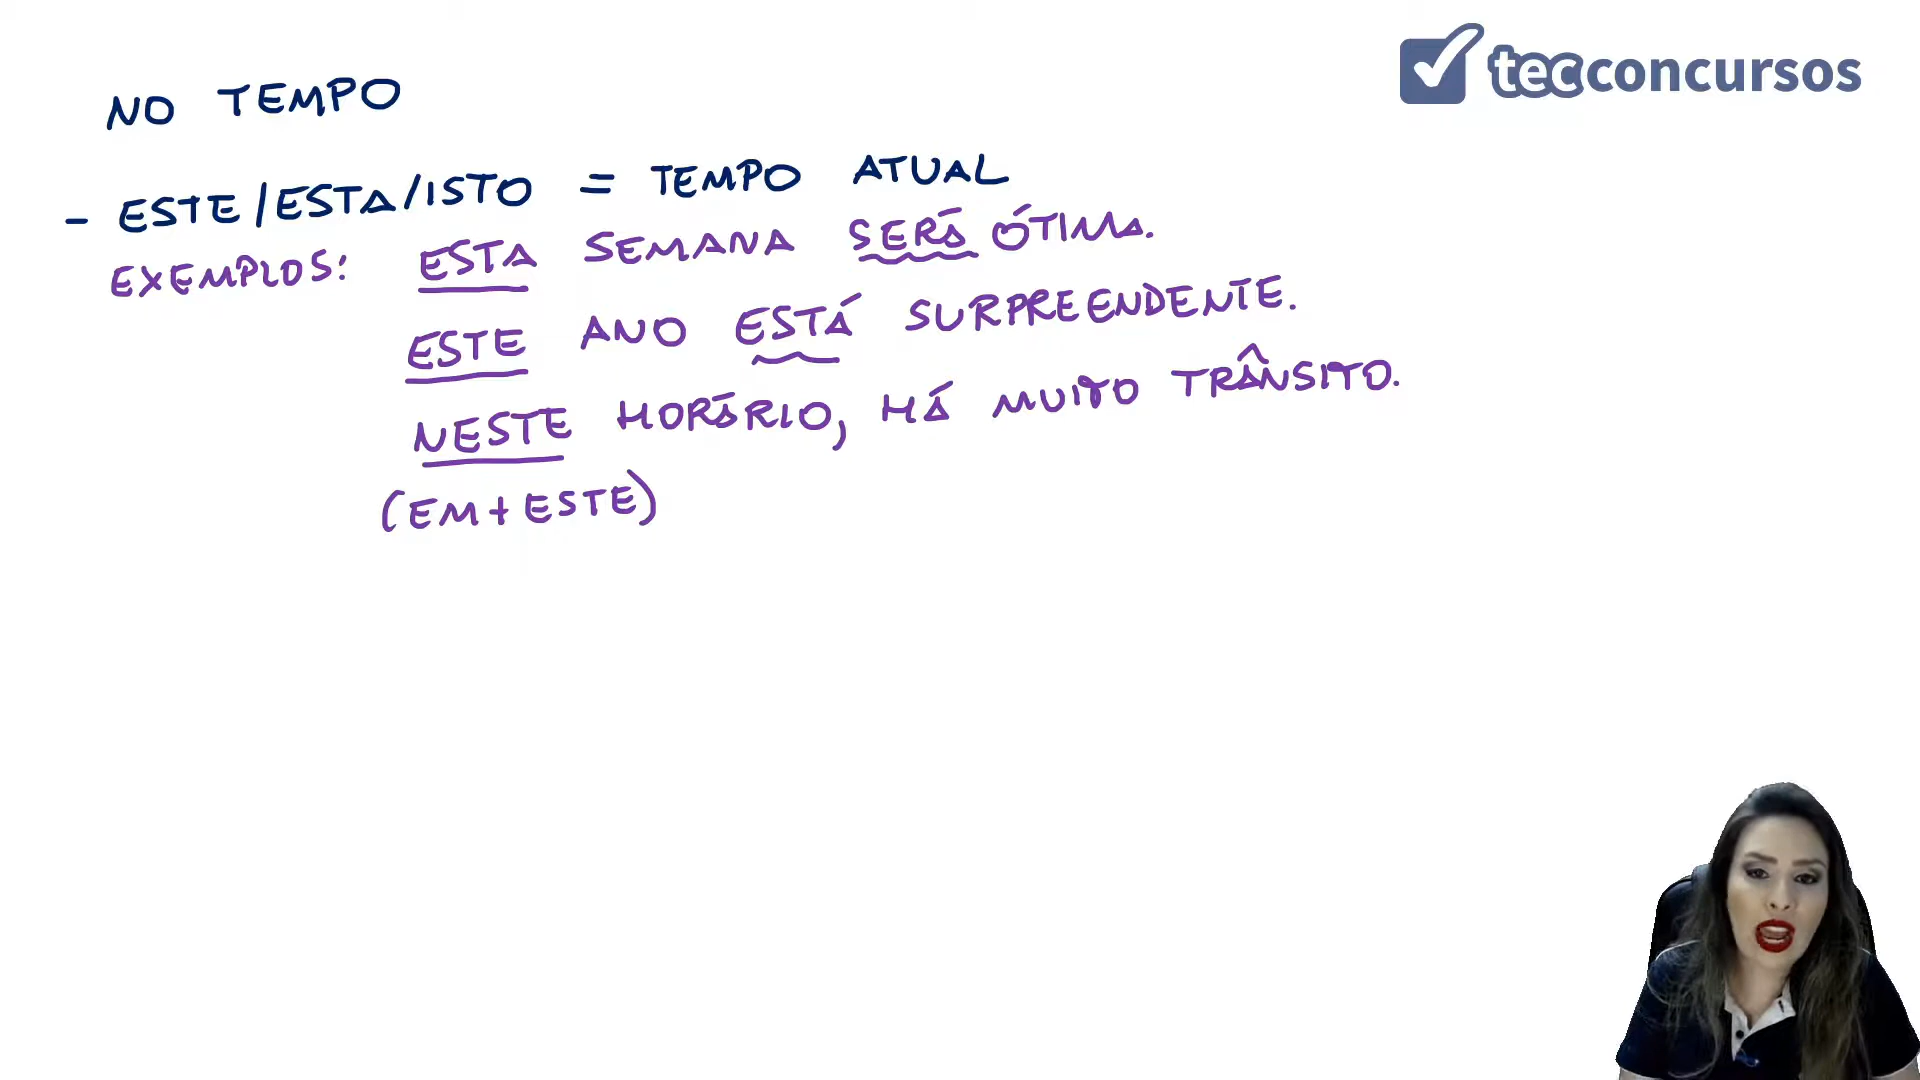 tecconcursos
NO TEMPO
- ESTE/ESTA/ISTO = TEMPO ATUAL
EXEMPLOS: ESTA SEMANA SERÁ ÓTIMA.
ESTE ANO ESTÁ SURPREENDENTE.
NESTE HORÁRIO, HÁ MUITO TRÂNSITO.
(EM+ESTE)